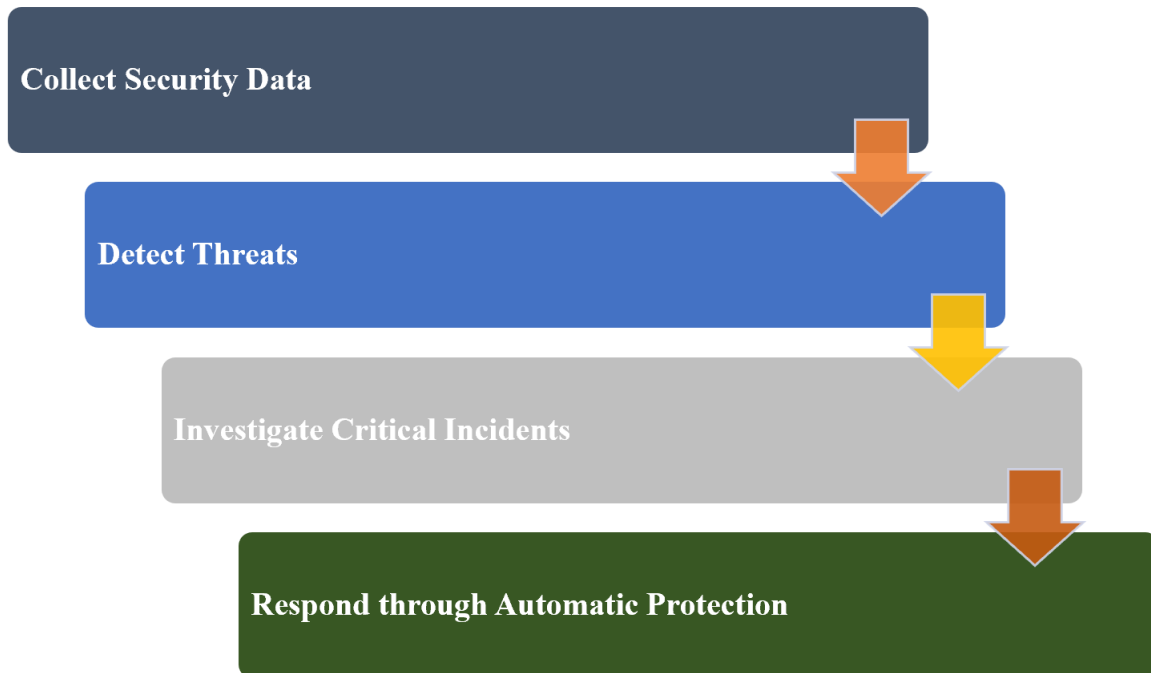 Collect Security Data
Detect Threats
Investigate Critical Incidents
Respond through Automatic Protection